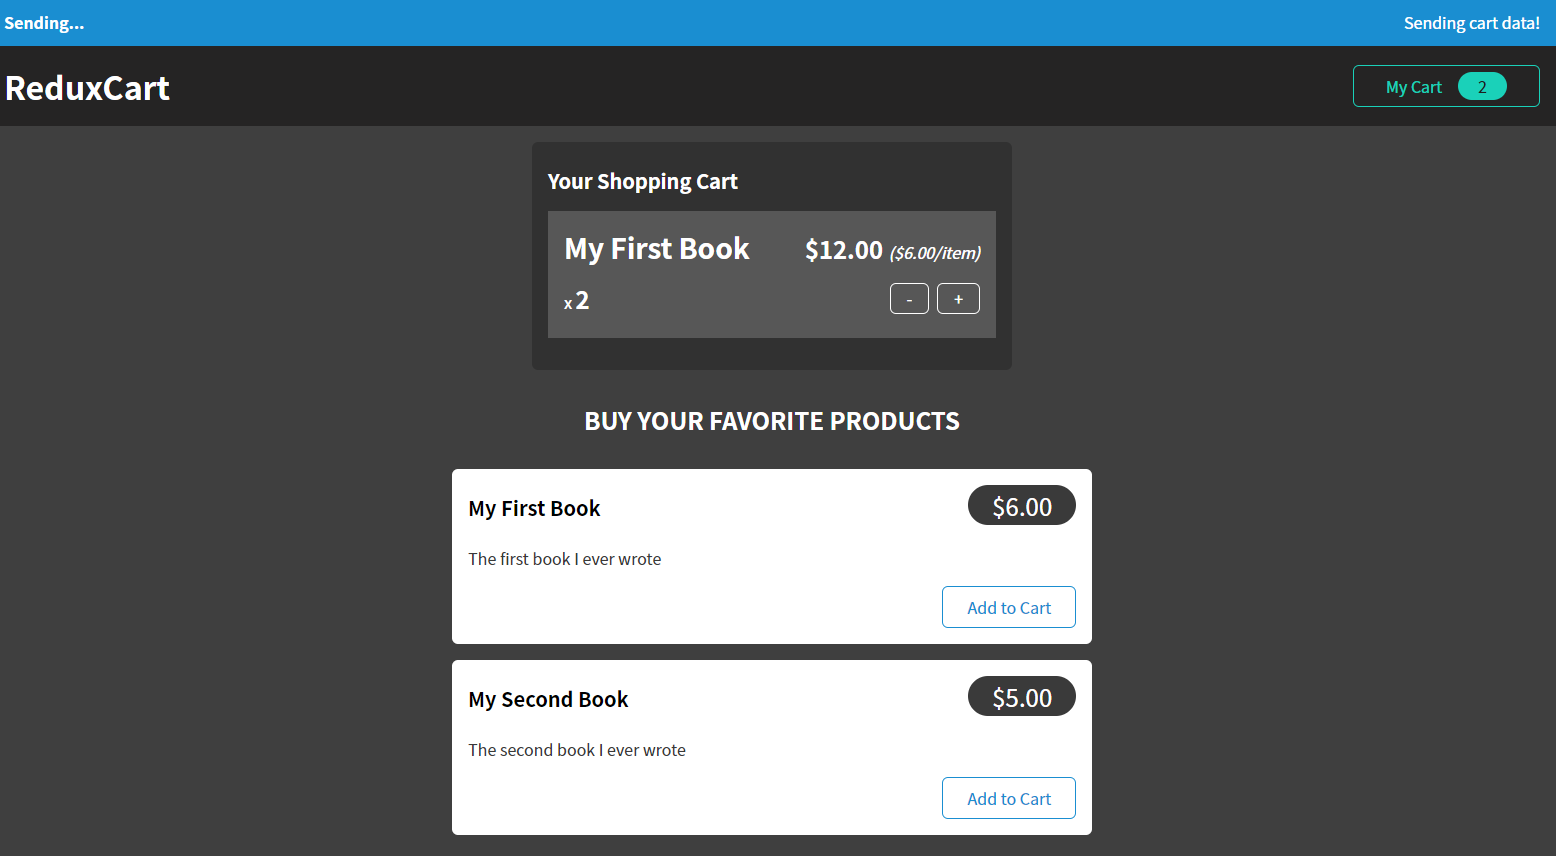 Sending... Sending cart data!
ReduxCart My Cart 2
Your Shopping Cart
My First Book $12.00 ($6.00/item)
x 2 - +
BUY YOUR FAVORITE PRODUCTS
My First Book $6.00
The first book I ever wrote
Add to Cart
My Second Book $5.00
The second book I ever wrote
Add to Cart